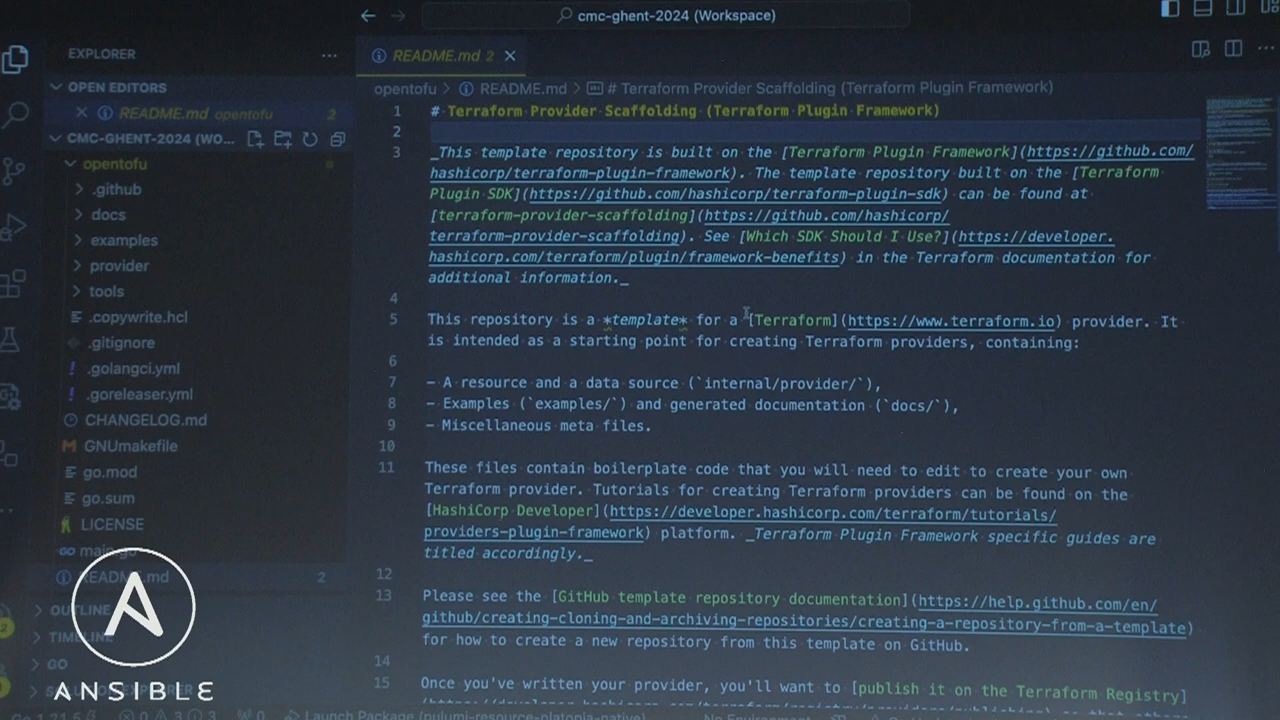 cmc-ghent-2024 (Workspace)
EXPLORER
README.md 2
OPEN EDITORS
opentofu > README.md > # Terraform Provider Scaffolding (Terraform Plugin Framework)
README.md opentofu 2
CMC-GHENT-2024 (WO...
opentofu
.github
docs
examples
provider
tools
.copywrite.hcl
.gitignore
.golangci.yml
.goreleaser.yml
CHANGELOG.md
GNUmakefile
go.mod
go.sum
LICENSE
main.go
README.md 2
OUTLINE
TIMELINE
GO
1 # Terraform Provider Scaffolding (Terraform Plugin Framework)
2
3 _This template repository is built on the [Terraform Plugin Framework](https://github.com/
hashicorp/terraform-plugin-framework). The template repository built on the [Terraform
Plugin SDK](https://github.com/hashicorp/terraform-plugin-sdk) can be found at
[terraform-provider-scaffolding](https://github.com/hashicorp/
terraform-provider-scaffolding). See [Which SDK Should I Use?](https://developer.
hashicorp.com/terraform/plugin/framework-benefits) in the Terraform documentation for
additional information._
4
5 This repository is a *template* for a [Terraform](https://www.terraform.io) provider. It
is intended as a starting point for creating Terraform providers, containing:
6
7 - A resource and a data source (`internal/provider/`),
8 - Examples (`examples/`) and generated documentation (`docs/`),
9 - Miscellaneous meta files.
10
11 These files contain boilerplate code that you will need to edit to create your own
Terraform provider. Tutorials for creating Terraform providers can be found on the
[HashiCorp Developer](https://developer.hashicorp.com/terraform/tutorials/
providers-plugin-framework) platform. _Terraform Plugin Framework specific guides are
titled accordingly._
12
13 Please see the [GitHub template repository documentation](https://help.github.com/en/
github/creating-cloning-and-archiving-repositories/creating-a-repository-from-a-template)
for how to create a new repository from this template on GitHub.
14
15 Once you've written your provider, you'll want to [publish it on the Terraform Registry]
A
ANSIBLE